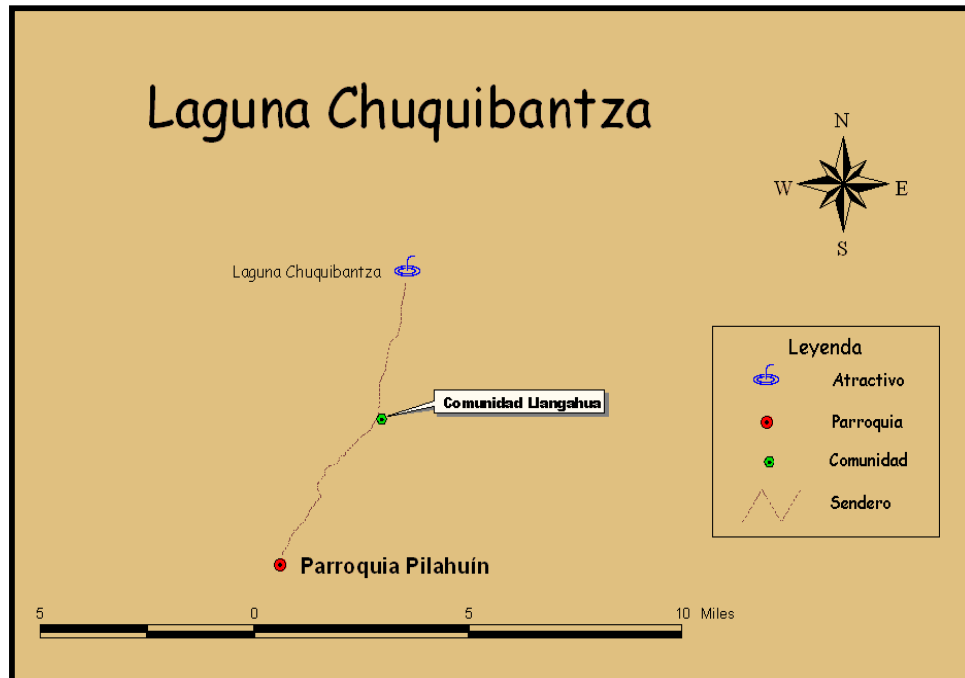 Laguna Chuquibantza
N
W E
S
Laguna Chuquibantza
Leyenda
Atractivo
Parroquia
Comunidad
Sendero
Comunidad Llangahua
Parroquia Pilahuín
5 0 5 10 Miles